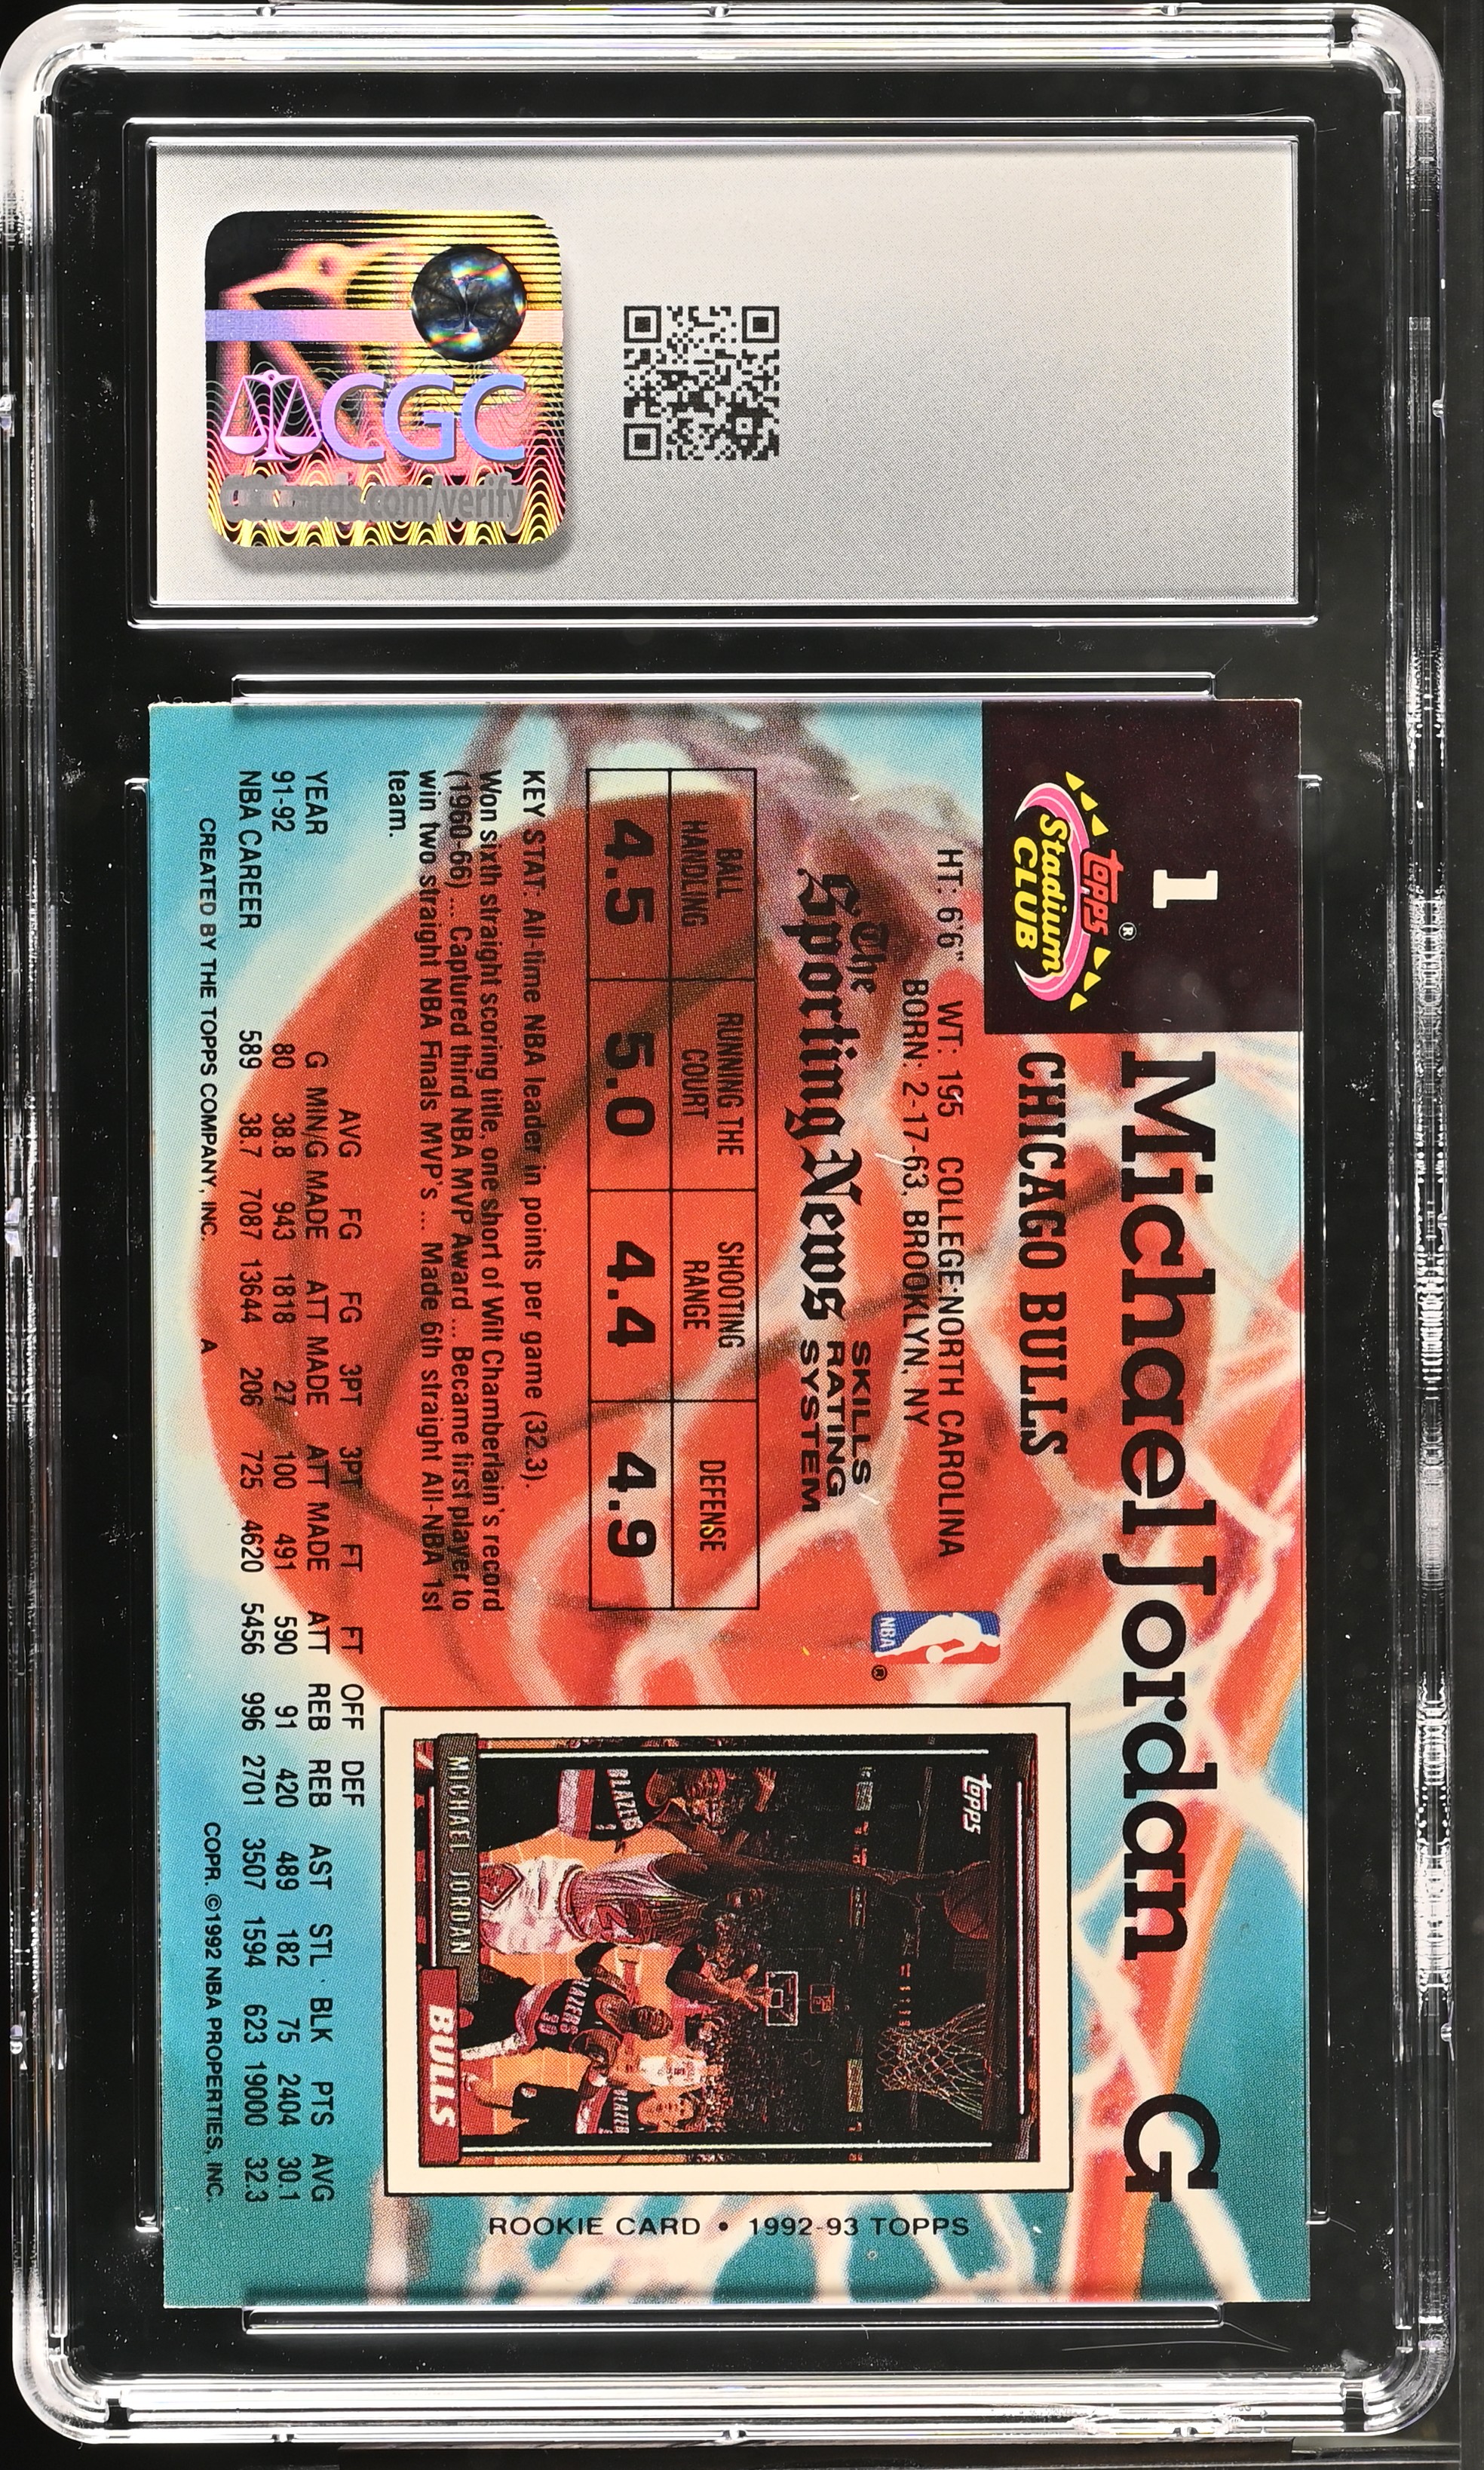 CGC
CGCcards.com/verify
1
topps®
Stadium
CLUB
Michael Jordan G
CHICAGO BULLS
HT: 6'6" WT: 195 COLLEGE-NORTH CAROLINA
BORN: 2-17-63, BROOKLYN, NY
NBA®
The
Sporting News
SKILLS
RATING
SYSTEM
BALL HANDLING RUNNING THE COURT SHOOTING RANGE DEFENSE
4.5 5.0 4.4 4.9
KEY STAT: All-time NBA leader in points per game (32.3).
Won sixth straight scoring title, one short of Wilt Chamberlain's record
(1960-66) ... Captured third NBA MVP Award ... Became first player to
win two straight NBA Finals MVP's ... Made 6th straight All-NBA 1st
team.
AVG FG FG 3PT 3PT FT FT OFF DEF
YEAR G MIN/G MADE ATT MADE ATT MADE ATT REB REB AST STL BLK PTS AVG
91-92 80 38.8 943 1818 27 100 491 590 91 420 489 182 75 2404 30.1
NBA CAREER 589 38.7 7087 13644 206 725 4620 5456 996 2701 3507 1594 623 19000 32.3
CREATED BY THE TOPPS COMPANY, INC. A COPR. ©1992 NBA PROPERTIES, INC.
topps
BLAZERS
BLAZERS
30
BLAZERS
MICHAEL JORDAN
BULLS
ROOKIE CARD • 1992-93 TOPPS